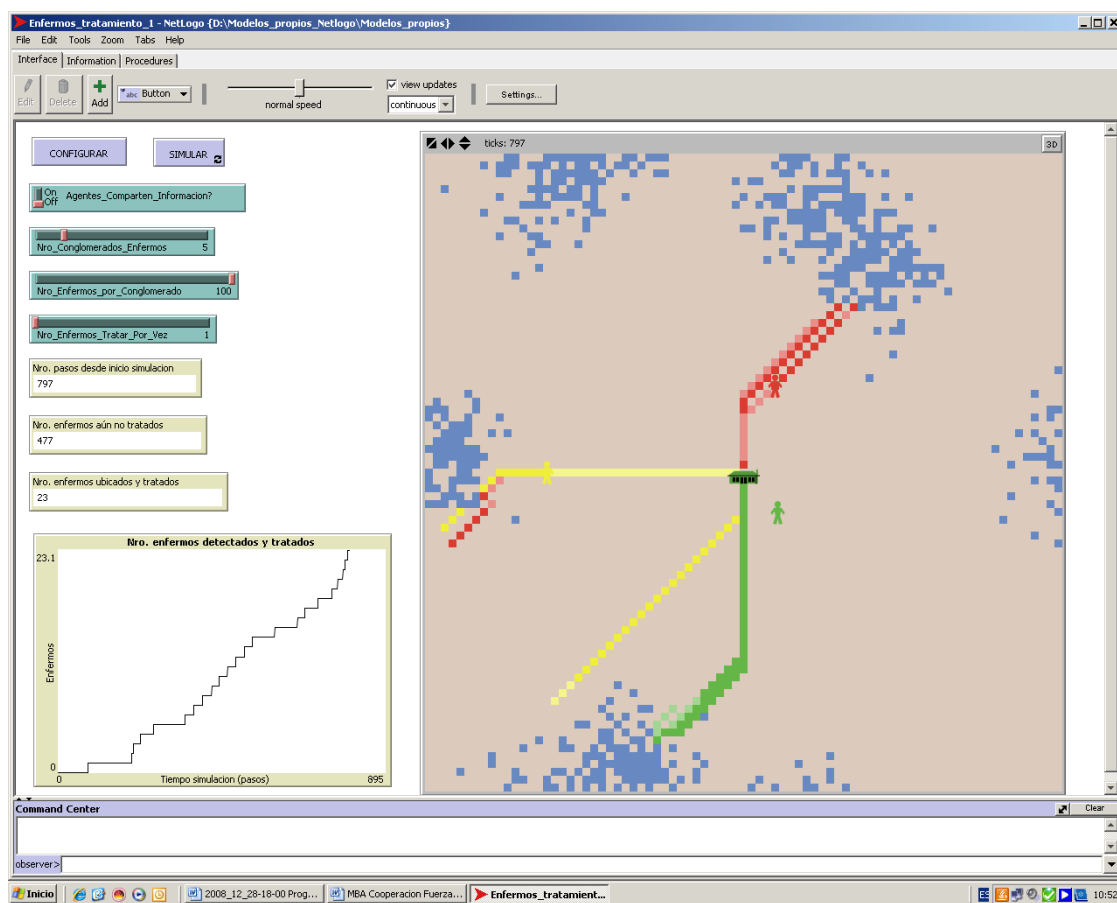 Enfermos_tratamiento_1 - NetLogo {D:\Modelos_propios_Netlogo\Modelos_propios}
File Edit Tools Zoom Tabs Help
Interface Information Procedures
Edit Delete Add abc Button normal speed view updates continuous Settings...
CONFIGURAR SIMULAR
ticks: 797 3D
On Off Agentes_Comparten_Informacion?
Nro_Conglomerados_Enfermos 5
Nro_Enfermos_por_Conglomerado 100
Nro_Enfermos_Tratar_Por_Vez 1
Nro. pasos desde inicio simulacion
797
Nro. enfermos aún no tratados
477
Nro. enfermos ubicados y tratados
23
Nro. enfermos detectados y tratados
23.1
Enfermos
0
0 Tiempo simulacion (pasos) 895
Command Center Clear
observer>
Inicio 2008_12_28-18-00 Prog... MBA Cooperacion Fuerza... Enfermos_tratamiento... ES 10:52